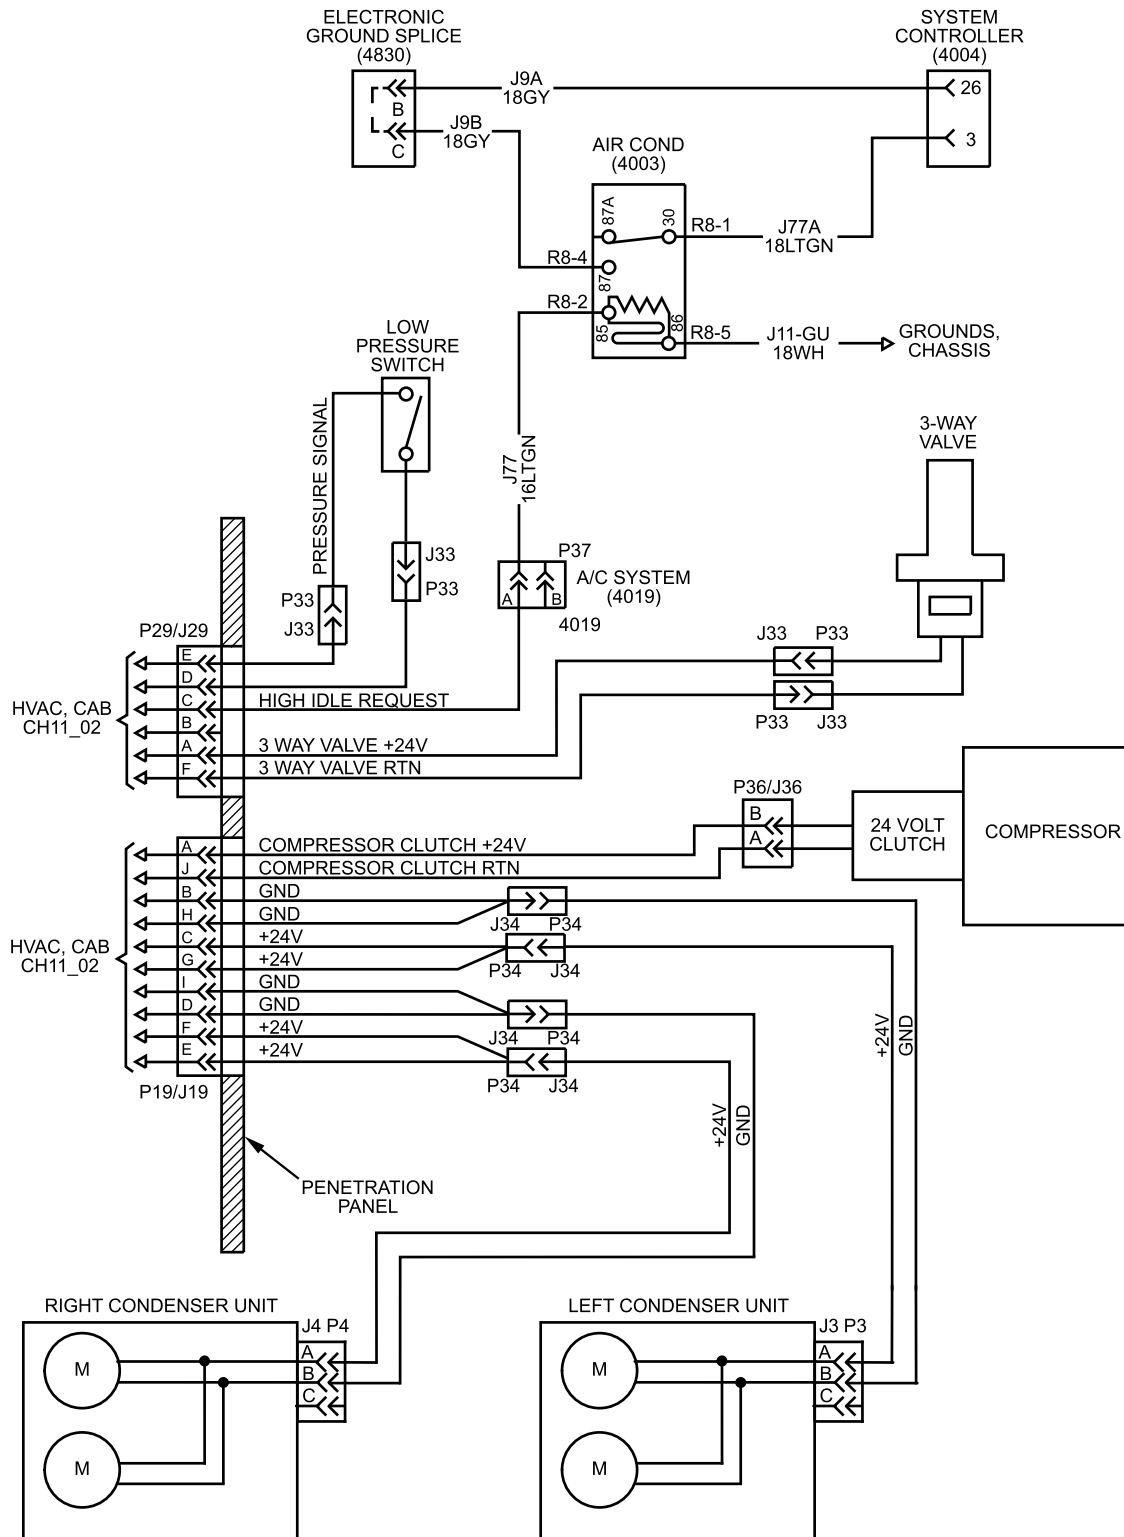 ELECTRONIC
GROUND SPLICE
(4830)
SYSTEM
CONTROLLER
(4004)
J9A
18GY
B
26
J9B
18GY
C
3
AIR COND
(4003)
87A
30
R8-1
J77A
18LTGN
R8-4
87
R8-2
85
86
R8-5
J11-GU
18WH
GROUNDS,
CHASSIS
LOW
PRESSURE
SWITCH
PRESSURE SIGNAL
J77
16LTGN
3-WAY
VALVE
J33
P33
P37
A/C SYSTEM
(4019)
A
B
4019
P33
J33
P29/J29
J33
P33
P33
J33
HVAC, CAB
CH11_02
E
D
C
HIGH IDLE REQUEST
B
A
3 WAY VALVE +24V
F
3 WAY VALVE RTN
P36/J36
B
A
24 VOLT
CLUTCH
COMPRESSOR
HVAC, CAB
CH11_02
A
COMPRESSOR CLUTCH +24V
J
COMPRESSOR CLUTCH RTN
B
GND
H
GND
J34
P34
C
+24V
G
+24V
P34
J34
I
GND
D
GND
J34
P34
F
+24V
E
+24V
P34
J34
P19/J19
+24V
GND
+24V
GND
PENETRATION
PANEL
RIGHT CONDENSER UNIT
J4 P4
A
B
C
M
M
LEFT CONDENSER UNIT
J3 P3
A
B
C
M
M